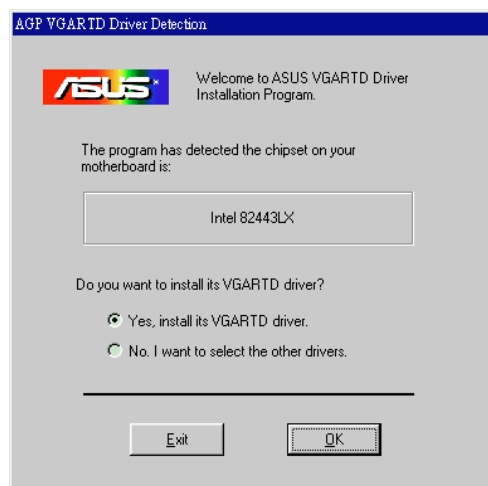 AGP VGARTD Driver Detection
ASUS
Welcome to ASUS VGARTD Driver
Installation Program.
The program has detected the chipset on your
motherboard is:
Intel 82443LX
Do you want to install its VGARTD driver?
Yes, install its VGARTD driver.
No. I want to select the other drivers.
Exit
OK